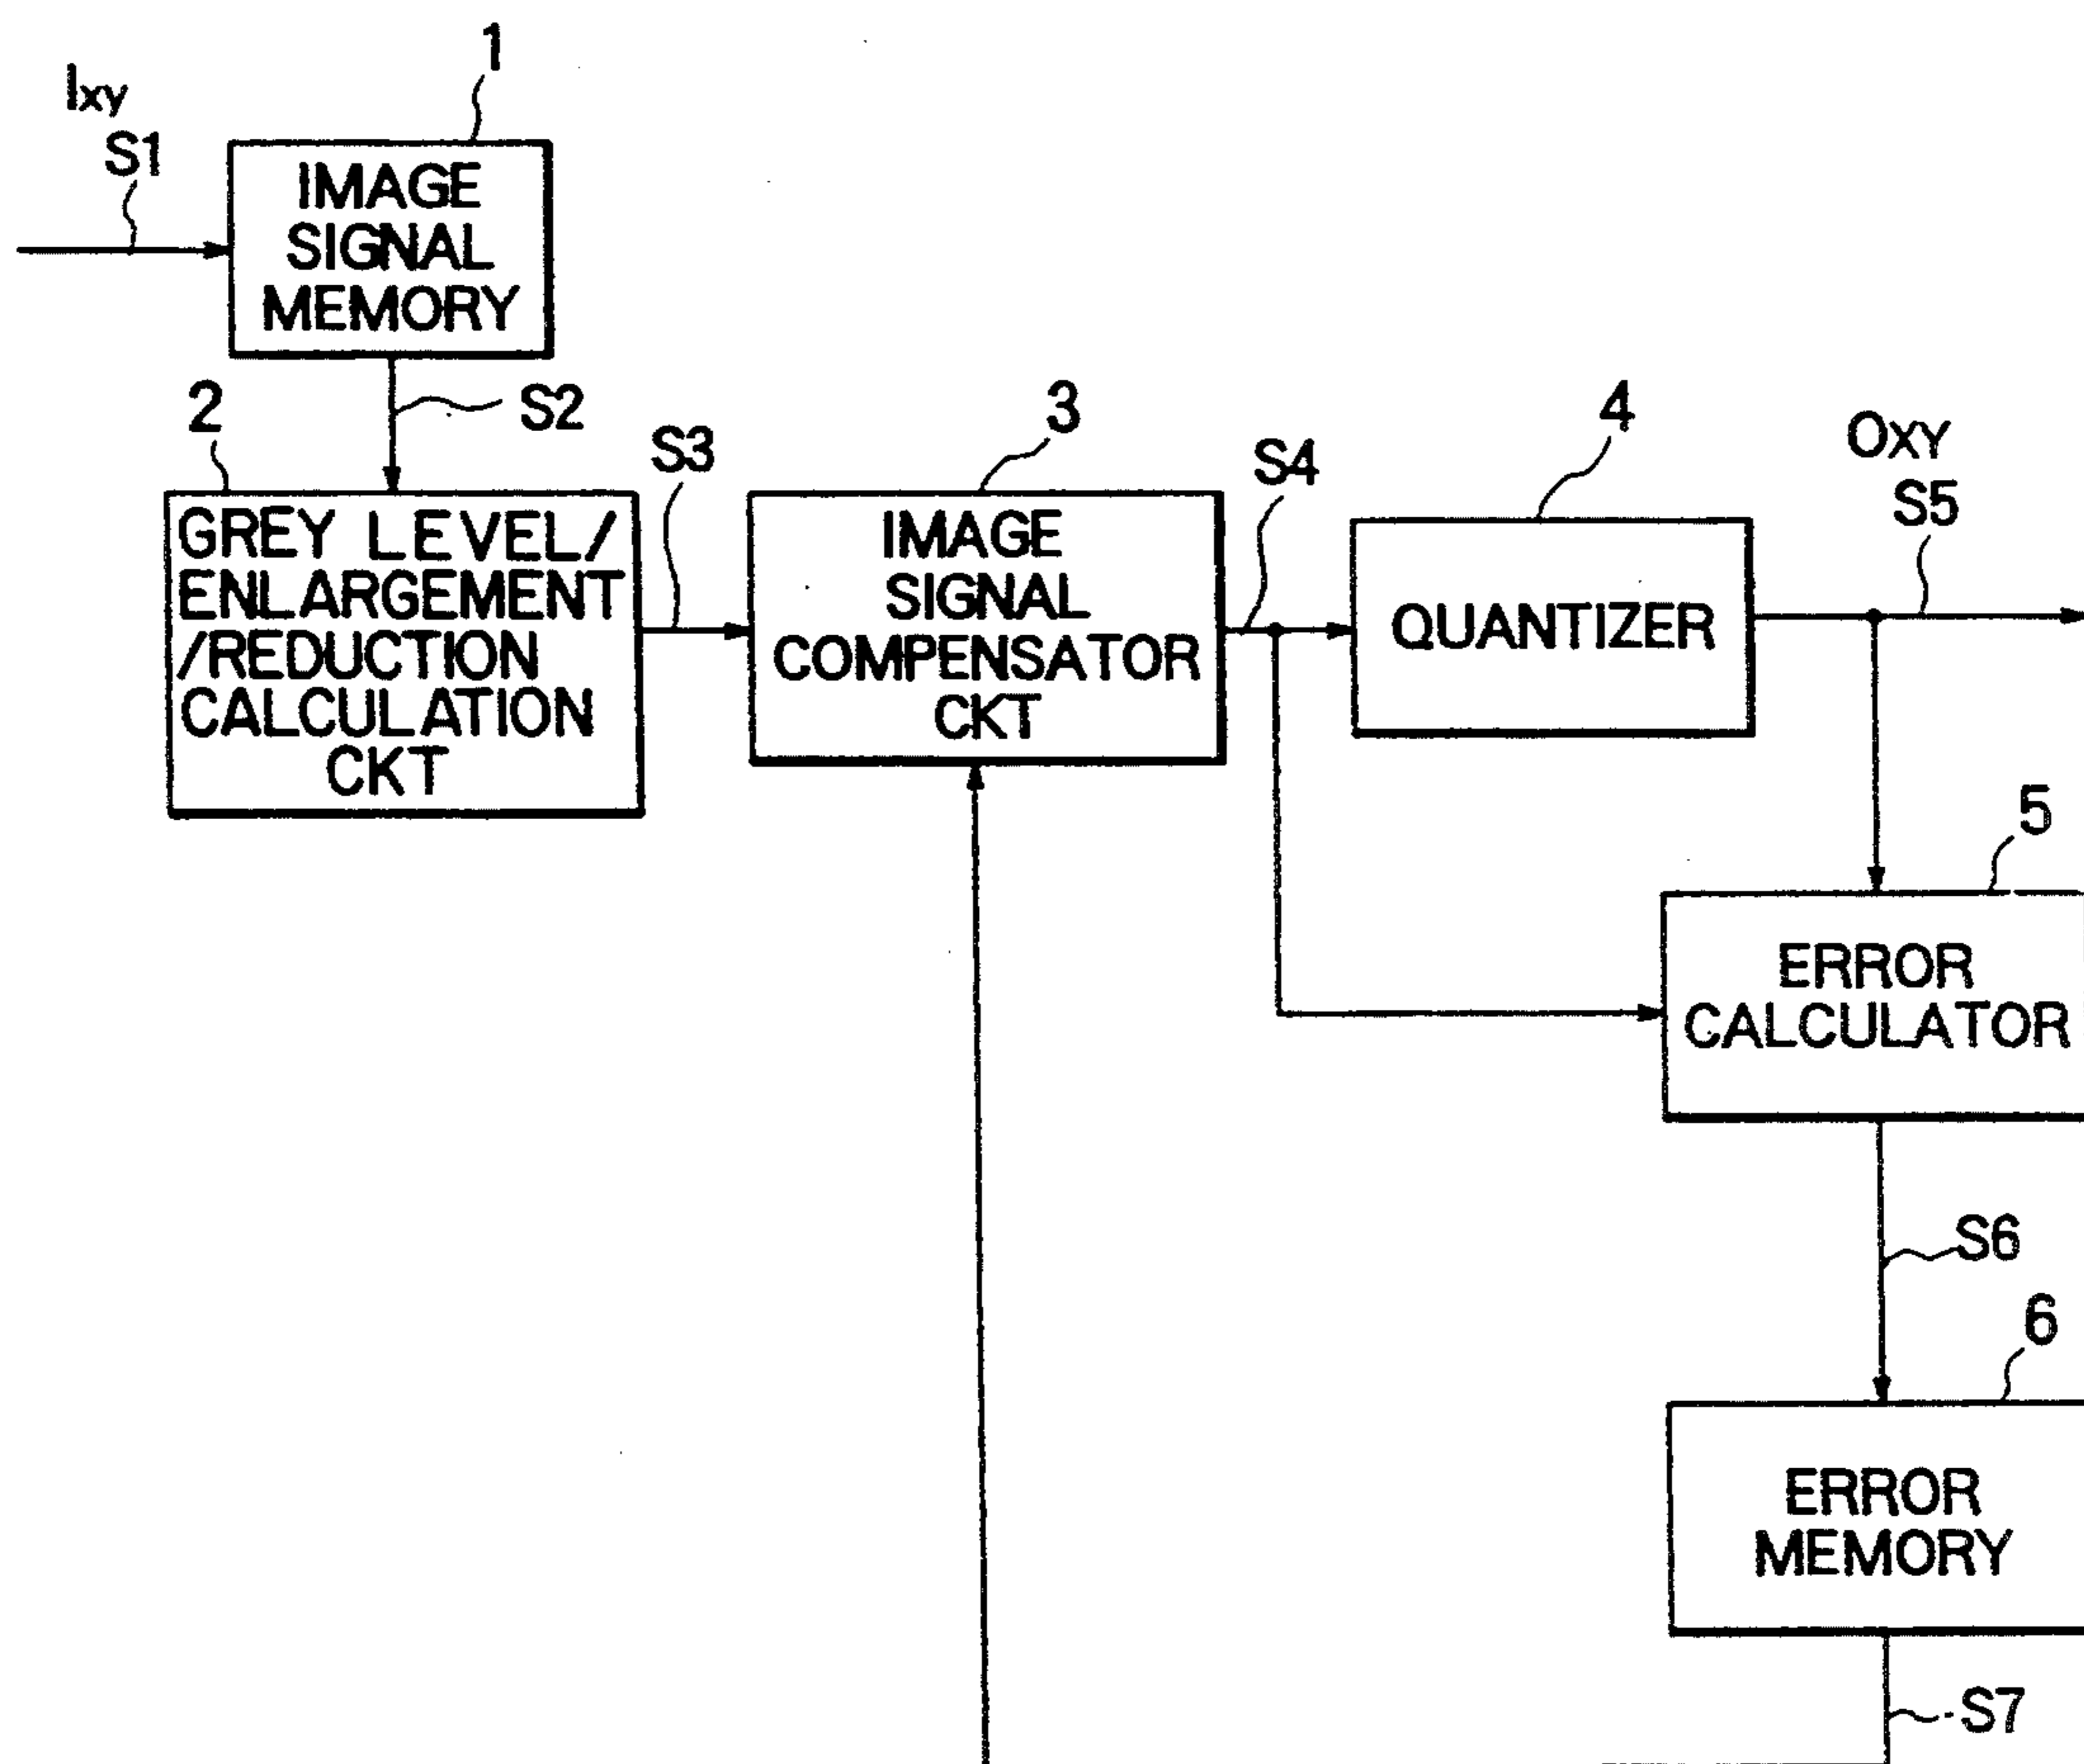 1
Ixy
S1
IMAGE
SIGNAL
MEMORY
2
S2
3
4
S3
S4
OXY
S5
GREY LEVEL/
ENLARGEMENT
/REDUCTION
CALCULATION
CKT
IMAGE
SIGNAL
COMPENSATOR
CKT
QUANTIZER
5
ERROR
CALCULATOR
S6
6
ERROR
MEMORY
S7